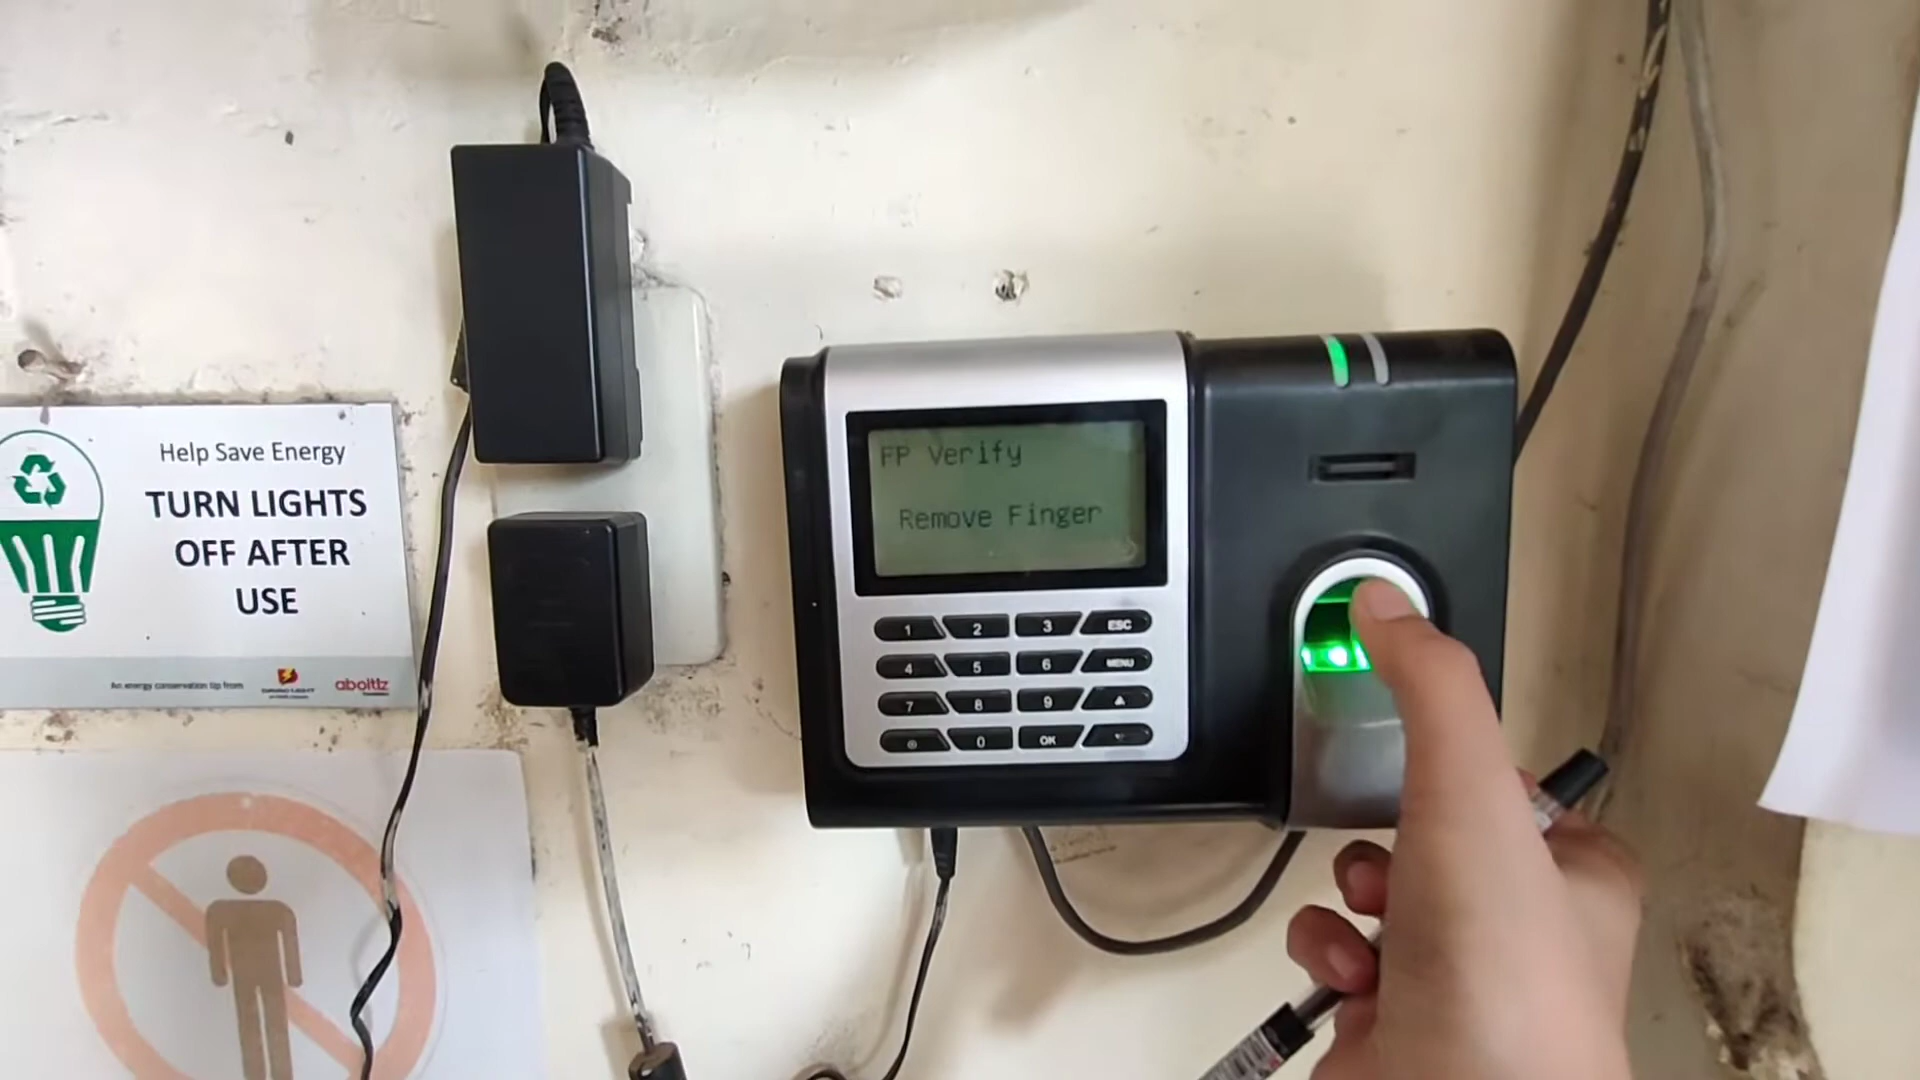 Help Save Energy
TURN LIGHTS
OFF AFTER
USE
An energy conservation tip from
aboitiz
FP Verify
Remove Finger
1 2 3 ESC
4 5 6 MENU
7 8 9
0 OK